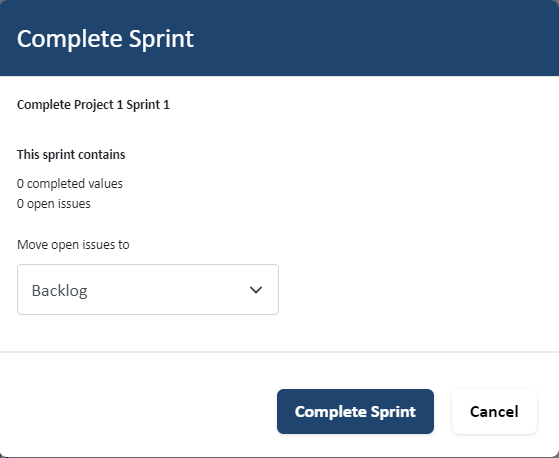 Complete Sprint
Complete Project 1 Sprint 1
This sprint contains
0 completed values
0 open issues
Move open issues to
Backlog
Complete Sprint
Cancel